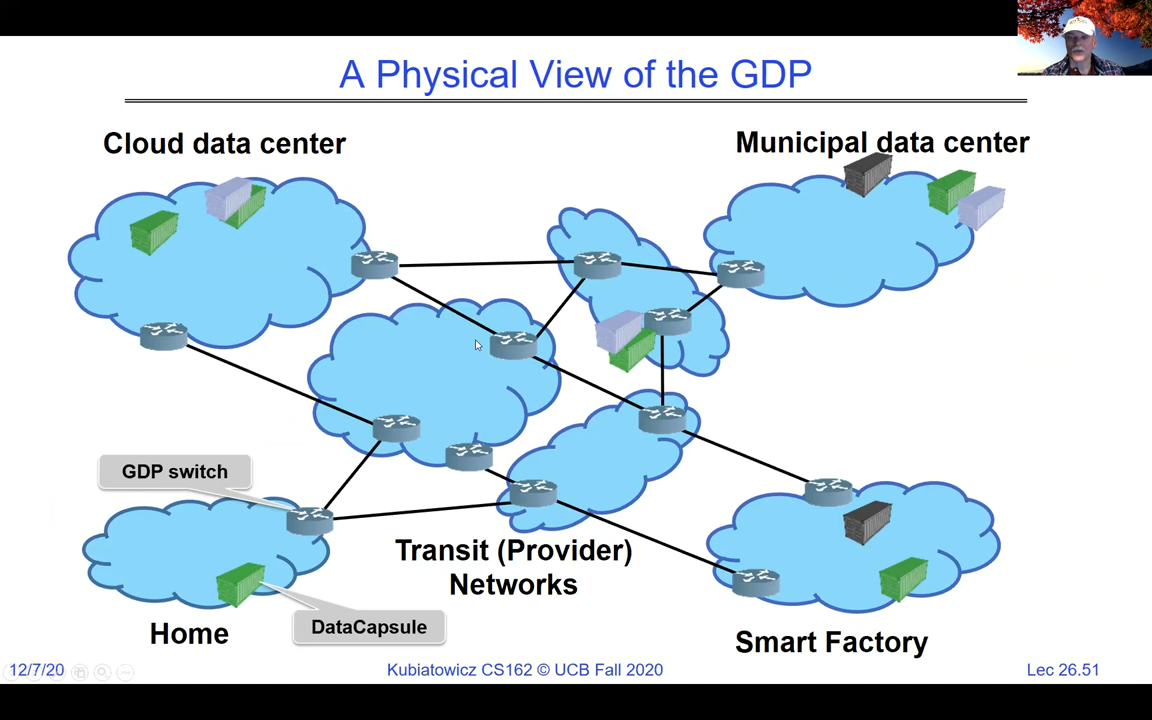 A Physical View of the GDP
Cloud data center
Municipal data center
GDP switch
Transit (Provider)
Networks
DataCapsule
Home
Smart Factory
12/7/20
Kubiatowicz CS162 © UCB Fall 2020
Lec 26.51